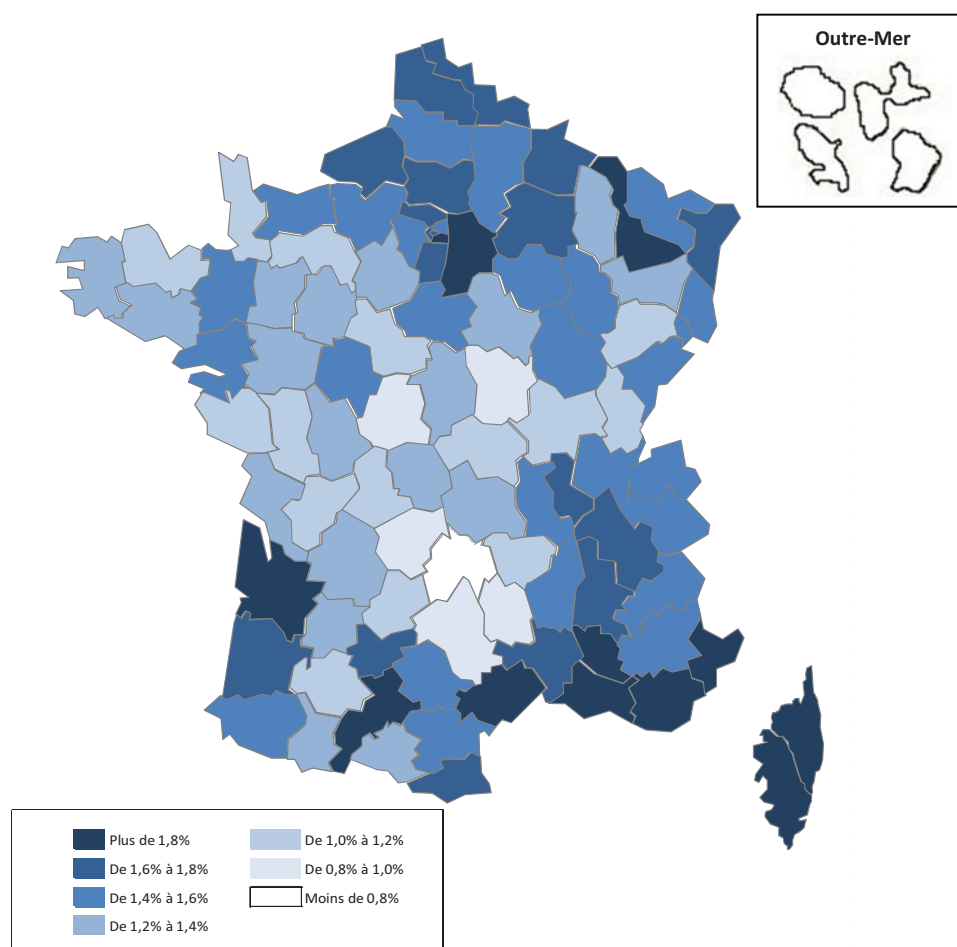 Outre-Mer
Plus de 1,8%
De 1,6% à 1,8%
De 1,4% à 1,6%
De 1,2% à 1,4%
De 1,0% à 1,2%
De 0,8% à 1,0%
Moins de 0,8%